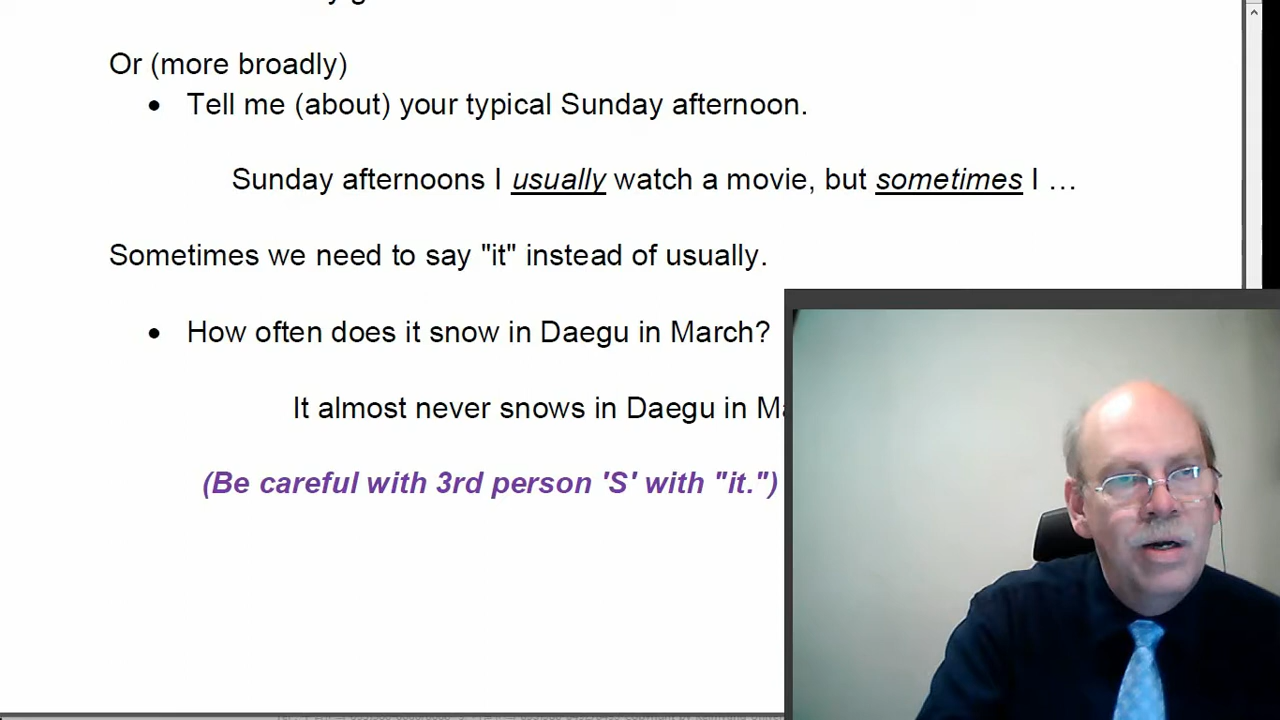 Or (more broadly)
• Tell me (about) your typical Sunday afternoon.
Sunday afternoons I usually watch a movie, but sometimes I …
Sometimes we need to say "it" instead of usually.
• How often does it snow in Daegu in March?
It almost never snows in Daegu in
(Be careful with 3rd person 'S' with "it.")